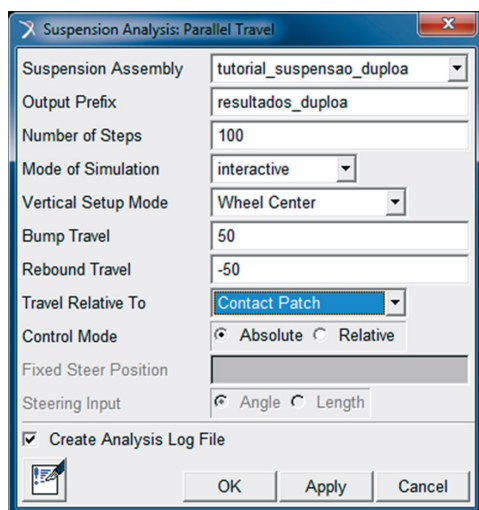 Suspension Analysis: Parallel Travel
Suspension Assembly tutorial_suspensao_duploa
Output Prefix resultados_duploa
Number of Steps 100
Mode of Simulation interactive
Vertical Setup Mode Wheel Center
Bump Travel 50
Rebound Travel -50
Travel Relative To Contact Patch
Control Mode Absolute Relative
Fixed Steer Position
Steering Input Angle Length
Create Analysis Log File
OK Apply Cancel